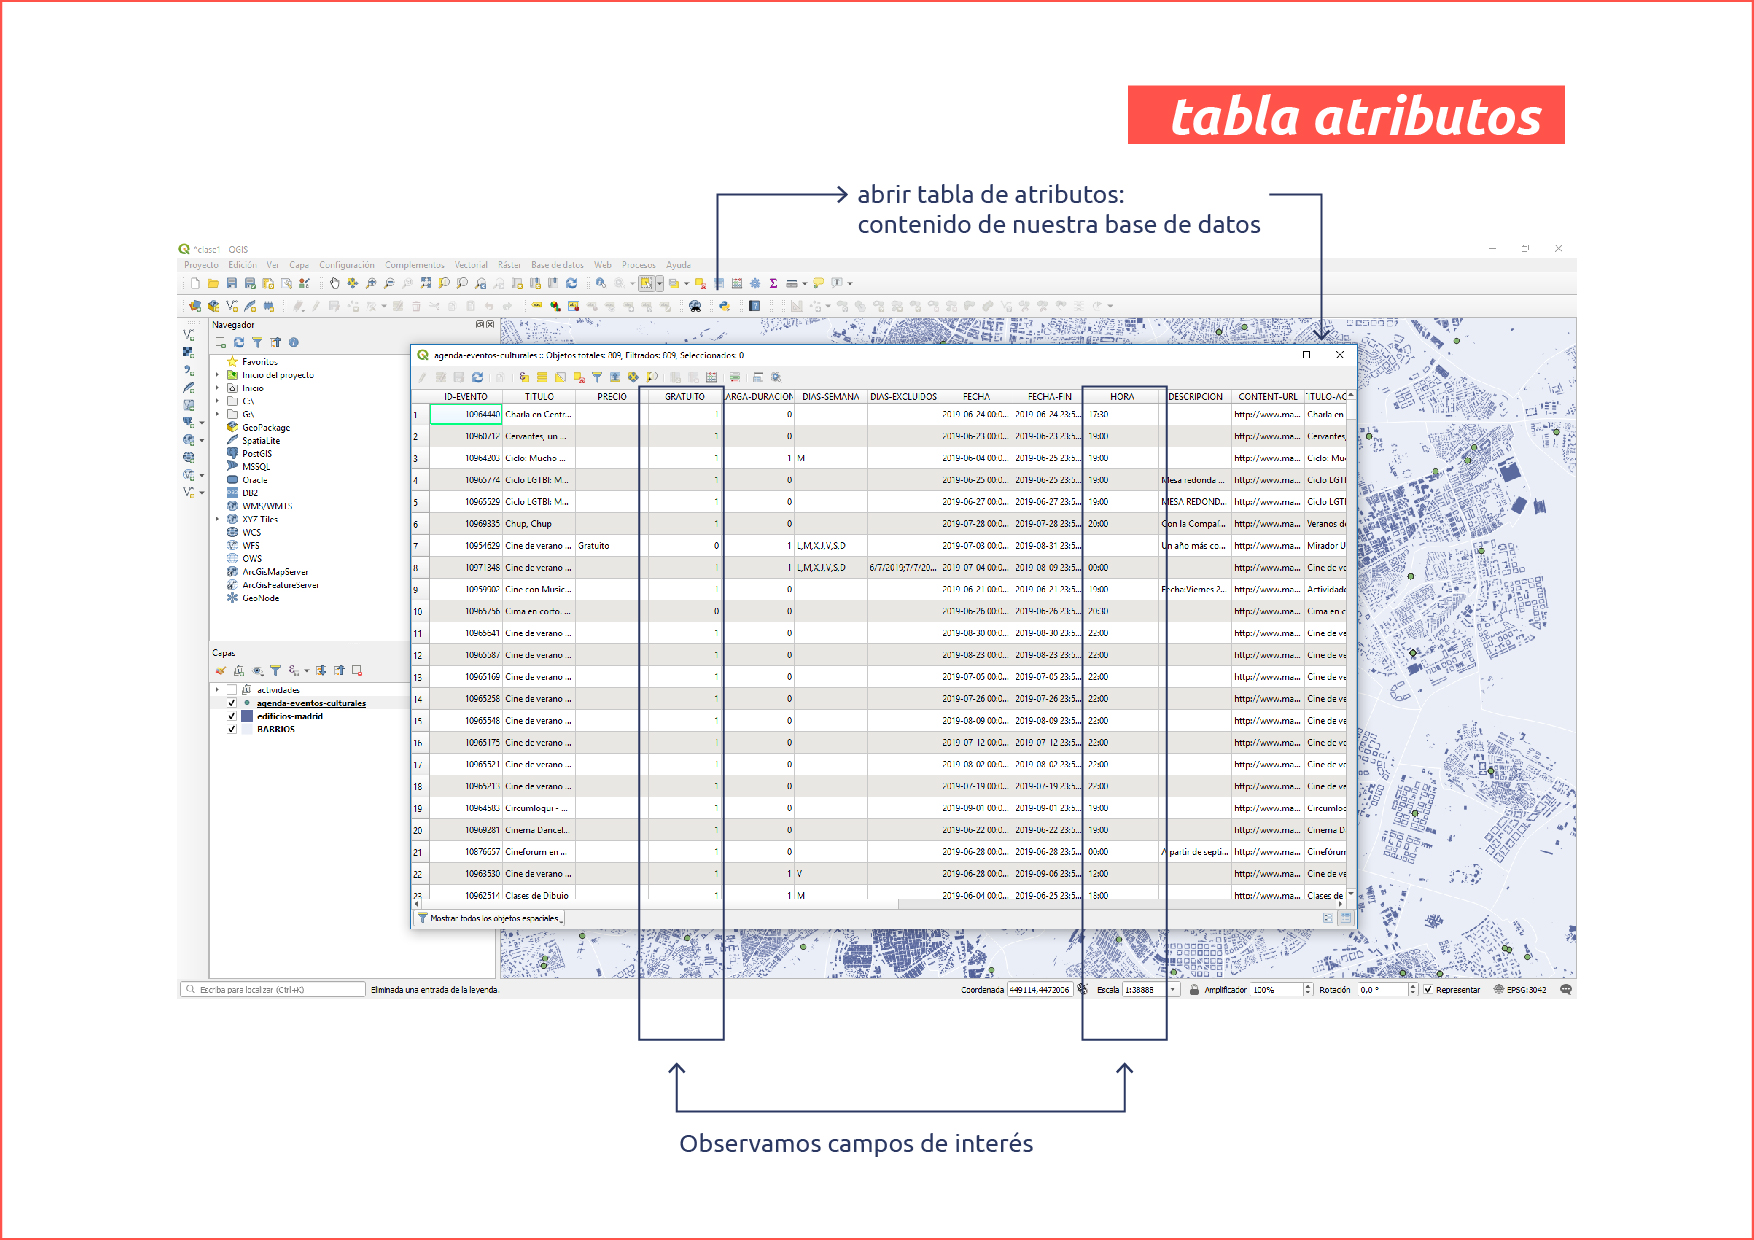 tabla atributos
abrir tabla de atributos:
contenido de nuestra base de datos
*clase* QGIS
Proyecto Edición Ver Capa Configuración Complementos Vectorial Ráster Base de datos Web Procesos Ayuda
Navegador
Favoritos
Inicio del proyecto
Inicio
C:\
G:\
GeoPackage
SpatiaLite
PostGIS
MSSQL
Oracle
DB2
WMS/WMTS
XYZ Tiles
WCS
WFS
OWS
ArcGisMapServer
ArcGisFeatureServer
GeoNode
Capas
actividades
agenda-eventos-culturales
edificios-madrid
BARRIOS
agenda-eventos-culturales :: Objetos totales: 809, Filtrados: 809, Seleccionados: 0
ID-EVENTO TITULO PRECIO GRATUITO ARGA-DURACION DIAS-SEMANA DIAS-EXCLUIDOS FECHA FECHA-FIN HORA DESCRIPCION CONTENT-URL TITULO-AC
1 10964440 Charla en Centr... 1 0 2019-06-24 00:0... 2019-06-24 23:5... 17:30 http://www.ma... Charla en
2 10960712 Cervantes, un ... 1 0 2019-06-23 00:0... 2019-06-23 23:5... 19:00 http://www.ma... Cervantes,
3 10964203 Ciclo: Mucho ... 1 1 M 2019-06-04 00:0... 2019-06-25 23:5... 19:00 http://www.ma... Ciclo: Mu
4 10965774 Ciclo LGTBI: M... 1 0 2019-06-25 00:0... 2019-06-25 23:5... 19:00 Mesa redonda ... http://www.ma... Ciclo LGT
5 10965529 Ciclo LGTBI: M... 1 0 2019-06-27 00:0... 2019-06-27 23:5... 19:00 MESA REDOND... http://www.ma... Ciclo LGT
6 10969335 Chup, Chup 1 0 2019-07-28 00:0... 2019-07-28 23:5... 20:00 Con la Compañ... http://www.ma... Veranos d
7 10954529 Cine de verano ... Gratuito 0 1 L,M,X,J,V,S,D 2019-07-03 00:0... 2019-08-31 23:5... Un año más co... http://www.ma... Mirador U
8 10971848 Cine de verano ... 1 1 L,M,X,J,V,S,D 6/7/2019;7/7/20... 2019-07-04 00:0... 2019-08-09 23:5... 00:00 http://www.ma... Cine de ve
9 10959902 Cine con Music... 1 0 2019-06-21 00:0... 2019-06-21 23:5... 19:00 Fecha:Viernes 2... http://www.ma... Actividade
10 10965756 Cima en corto. ... 0 0 2019-06-26 00:0... 2019-06-26 23:5... 20:30 http://www.ma... Cima en c
11 10965641 Cine de verano ... 1 0 2019-08-30 00:0... 2019-08-30 23:5... 22:00 http://www.ma... Cine de ve
12 10965587 Cine de verano ... 1 0 2019-08-23 00:0... 2019-08-23 23:5... 22:00 http://www.ma... Cine de ve
13 10965169 Cine de verano ... 1 0 2019-07-05 00:0... 2019-07-05 23:5... 22:00 http://www.ma... Cine de ve
14 10965258 Cine de verano ... 1 0 2019-07-26 00:0... 2019-07-26 23:5... 22:00 http://www.ma... Cine de ve
15 10965548 Cine de verano ... 1 0 2019-08-09 00:0... 2019-08-09 23:5... 22:00 http://www.ma... Cine de ve
16 10965175 Cine de verano ... 1 0 2019-07-12 00:0... 2019-07-12 23:5... 22:00 http://www.ma... Cine de ve
17 10965521 Cine de verano ... 1 0 2019-08-02 00:0... 2019-08-02 23:5... 22:00 http://www.ma... Cine de ve
18 10965213 Cine de verano ... 1 0 2019-07-19 00:0... 2019-07-19 23:5... 22:00 http://www.ma... Cine de ve
19 10964583 Circumloqui - ... 1 0 2019-09-01 00:0... 2019-09-01 23:5... 19:00 http://www.ma... Circumloq
20 10969281 Cinema Dancel... 1 0 2019-06-22 00:0... 2019-06-22 23:5... 19:00 http://www.ma... Cinema D
21 10876657 Cineforum en ... 1 0 2019-06-28 00:0... 2019-06-28 23:5... 00:00 A partir de septi... http://www.ma... Cinefórum
22 10963530 Cine de verano ... 1 1 V 2019-06-28 00:0... 2019-09-06 23:5... 12:00 http://www.ma... Cine de ve
23 10962514 Clases de Dibujo 1 1 M 2019-06-04 00:0... 2019-06-25 23:5... 18:00 http://www.ma... Clases de
Mostrar todos los objetos espaciales
Escriba para localizar (Ctrl+K) Eliminada una entrada de la leyenda. Coordenada 449114,4472006 Escala 1:38888 Amplificador 100% Rotación 0,0 ° Representar EPSG:3042
Observamos campos de interés